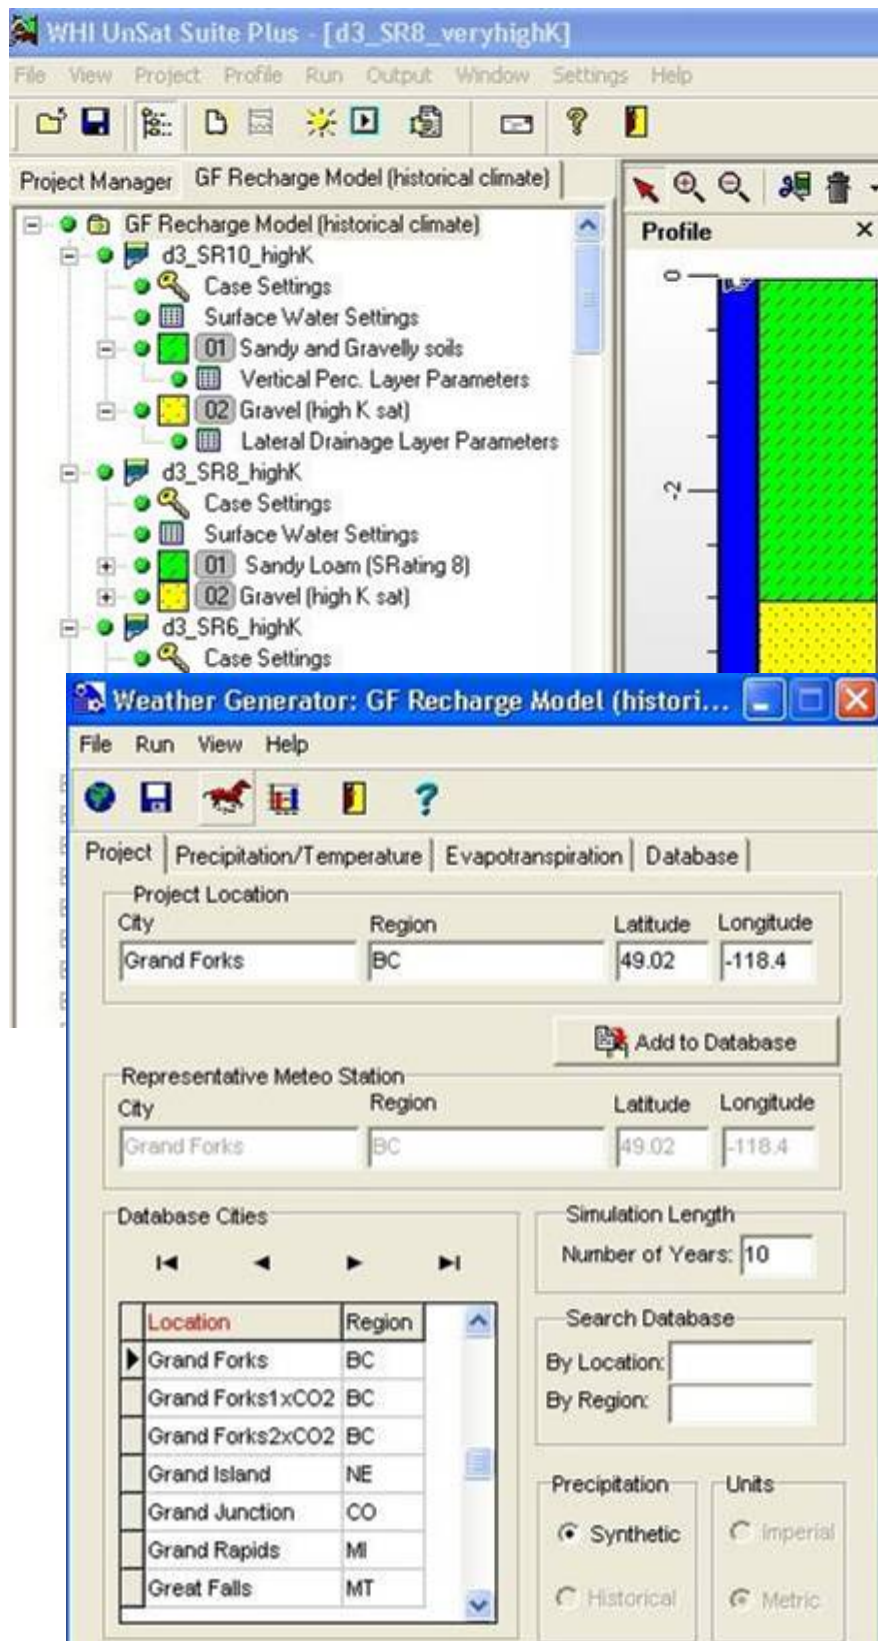 WHI UnSat Suite Plus - [d3_SR8_veryhighK]
File View Project Profile Run Output Window Settings Help
Project Manager GF Recharge Model (historical climate)
Profile
GF Recharge Model (historical climate)
d3_SR10_highK
Case Settings
Surface Water Settings
01 Sandy and Gravelly soils
Vertical Perc. Layer Parameters
02 Gravel (high K sat)
Lateral Drainage Layer Parameters
d3_SR8_highK
Case Settings
Surface Water Settings
01 Sandy Loam (SRating 8)
02 Gravel (high K sat)
d3_SR6_highK
Case Settings
0
-2
Weather Generator: GF Recharge Model (histori...
File Run View Help
Project Precipitation/Temperature Evapotranspiration Database
Project Location
City Region Latitude Longitude
Grand Forks BC 49.02 -118.4
Add to Database
Representative Meteo Station
City Region Latitude Longitude
Grand Forks BC 49.02 -118.4
Database Cities
Location Region
Grand Forks BC
Grand Forks1xCO2 BC
Grand Forks2xCO2 BC
Grand Island NE
Grand Junction CO
Grand Rapids MI
Great Falls MT
Simulation Length
Number of Years: 10
Search Database
By Location:
By Region:
Precipitation
Synthetic
Historical
Units
Imperial
Metric